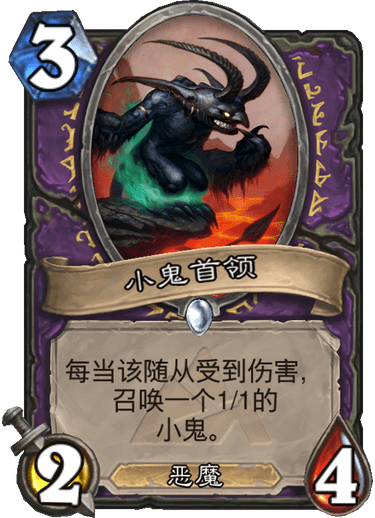 3
小鬼首领
每当该随从受到伤害，
召唤一个1/1的
小鬼。
2
恶魔
4